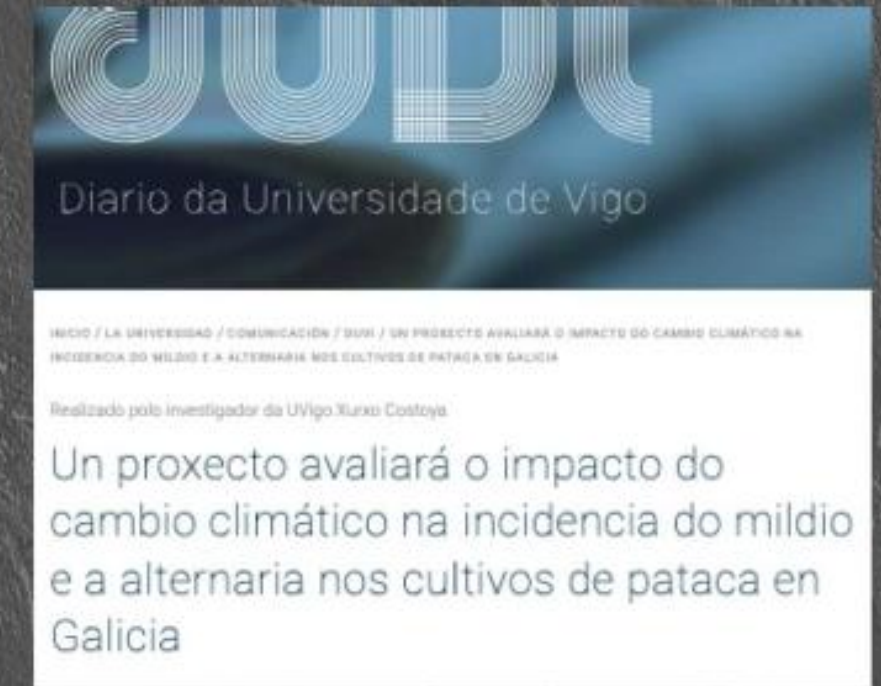 duvi
Diario da Universidade de Vigo
INICIO / LA UNIVERSIDAD / COMUNICACIÓN / DUVI / UN PROXECTO AVALIARÁ O IMPACTO DO CAMBIO CLIMÁTICO NA
INCIDENCIA DO MILDIO E A ALTERNARIA NOS CULTIVOS DE PATACA EN GALICIA
Realizado polo investigador da UVigo Xurxo Costoya
Un proxecto avaliará o impacto do
cambio climático na incidencia do mildio
e a alternaria nos cultivos de pataca en
Galicia